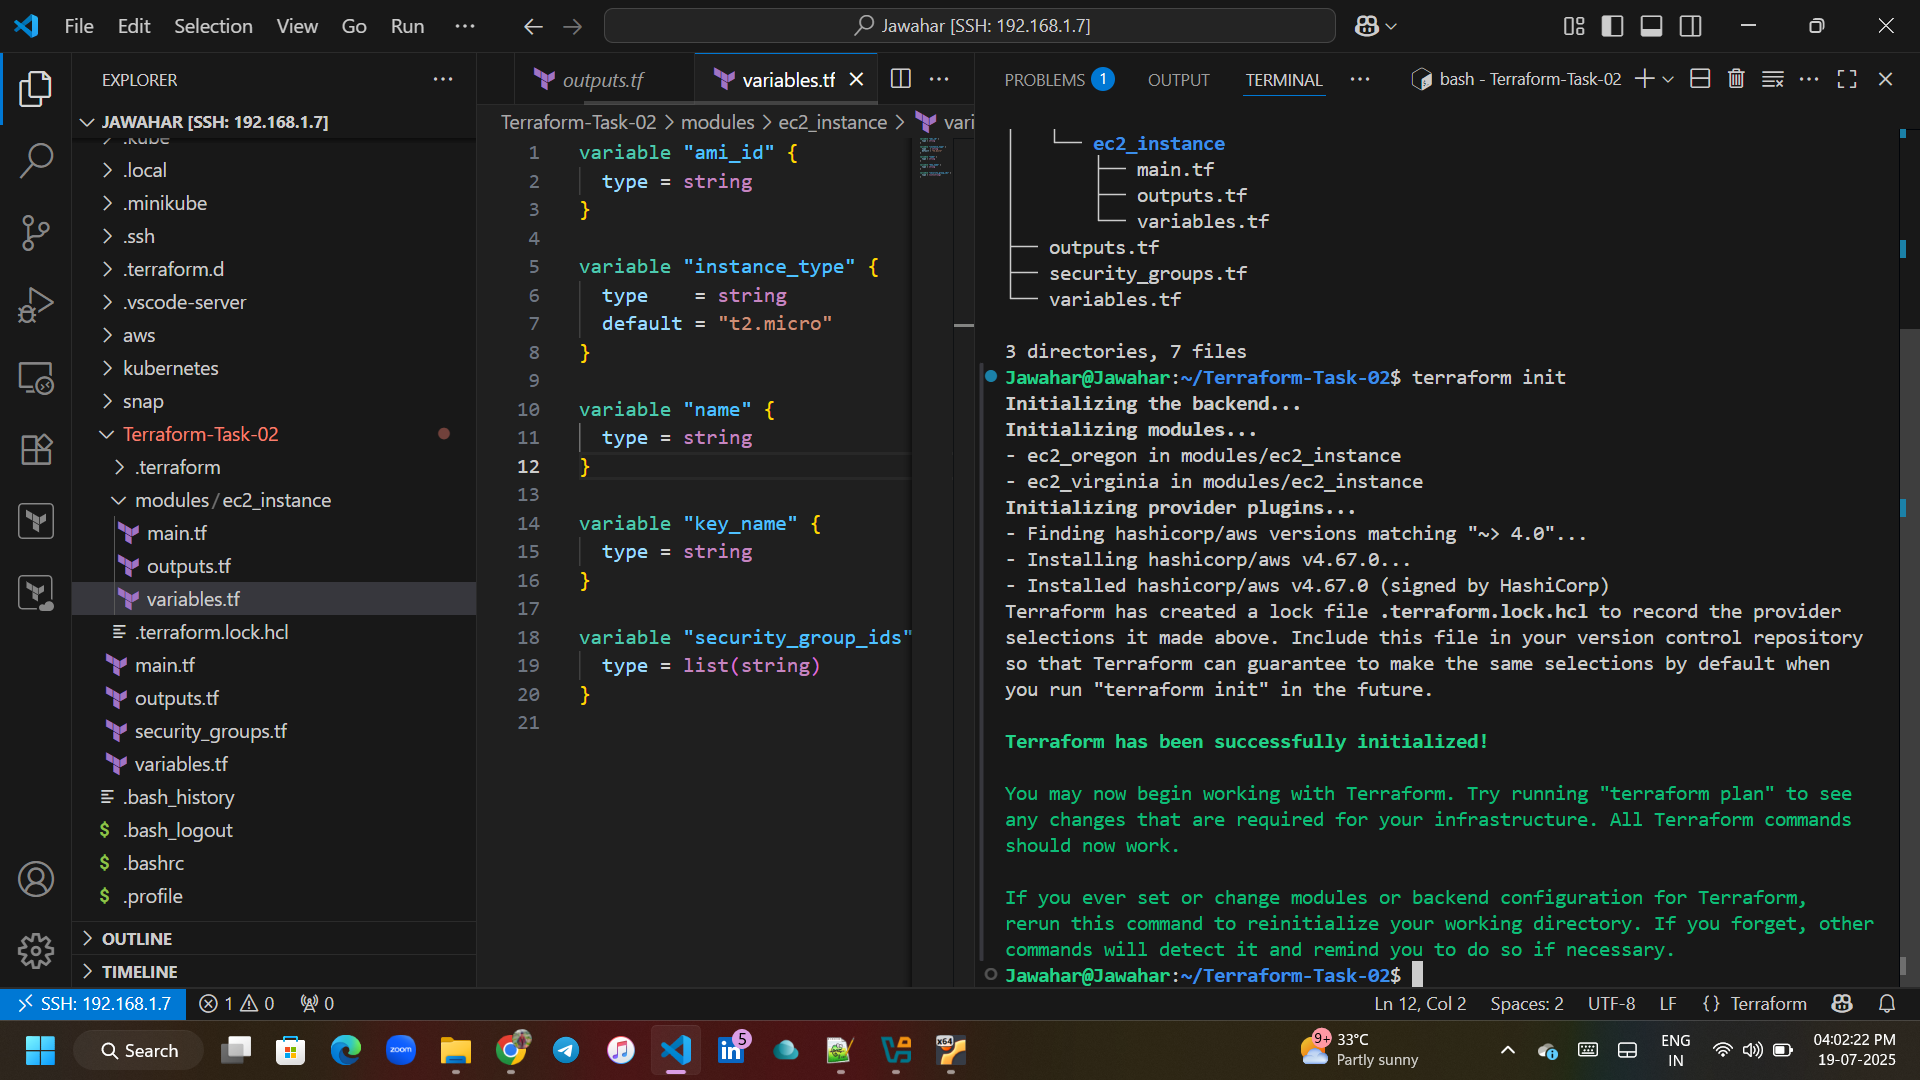 File Edit Selection View Go Run ...
Jawahar [SSH: 192.168.1.7]
EXPLORER
JAWAHAR [SSH: 192.168.1.7]
.kube
.local
.minikube
.ssh
.terraform.d
.vscode-server
aws
kubernetes
snap
Terraform-Task-02
.terraform
modules/ec2_instance
main.tf
outputs.tf
variables.tf
.terraform.lock.hcl
main.tf
outputs.tf
security_groups.tf
variables.tf
.bash_history
$ .bash_logout
$ .bashrc
$ .profile
OUTLINE
TIMELINE
outputs.tf
variables.tf
Terraform-Task-02 > modules > ec2_instance > vari
1 variable "ami_id" {
2 type = string
3 }
4
5 variable "instance_type" {
6 type    = string
7 default = "t2.micro"
8 }
9
10 variable "name" {
11 type = string
12 }
13
14 variable "key_name" {
15 type = string
16 }
17
18 variable "security_group_ids"
19 type = list(string)
20 }
21
PROBLEMS 1 OUTPUT TERMINAL ...
bash - Terraform-Task-02
└── ec2_instance
├── main.tf
├── outputs.tf
└── variables.tf
├── outputs.tf
├── security_groups.tf
└── variables.tf
3 directories, 7 files
Jawahar@Jawahar:~/Terraform-Task-02$ terraform init
Initializing the backend...
Initializing modules...
- ec2_oregon in modules/ec2_instance
- ec2_virginia in modules/ec2_instance
Initializing provider plugins...
- Finding hashicorp/aws versions matching "~> 4.0"...
- Installing hashicorp/aws v4.67.0...
- Installed hashicorp/aws v4.67.0 (signed by HashiCorp)
Terraform has created a lock file .terraform.lock.hcl to record the provider
selections it made above. Include this file in your version control repository
so that Terraform can guarantee to make the same selections by default when
you run "terraform init" in the future.
Terraform has been successfully initialized!
You may now begin working with Terraform. Try running "terraform plan" to see
any changes that are required for your infrastructure. All Terraform commands
should now work.
If you ever set or change modules or backend configuration for Terraform,
rerun this command to reinitialize your working directory. If you forget, other
commands will detect it and remind you to do so if necessary.
Jawahar@Jawahar:~/Terraform-Task-02$
SSH: 192.168.1.7 1 0 0
Ln 12, Col 2 Spaces: 2 UTF-8 LF {} Terraform
Search
zoom
in 5
x64
9+
33°C
Partly sunny
ENG
IN
04:02:22 PM
19-07-2025